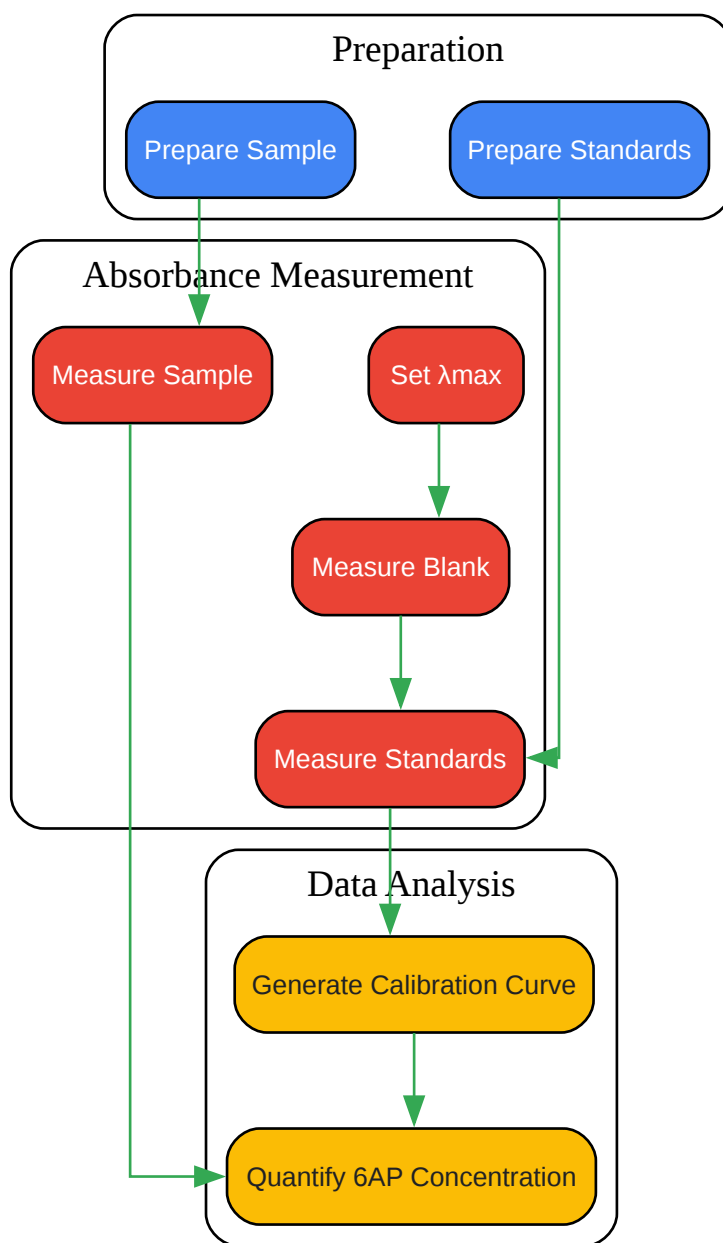 Preparation
Prepare Sample
Prepare Standards
Absorbance Measurement
Measure Sample
Set λmax
Measure Blank
Measure Standards
Data Analysis
Generate Calibration Curve
Quantify 6AP Concentration